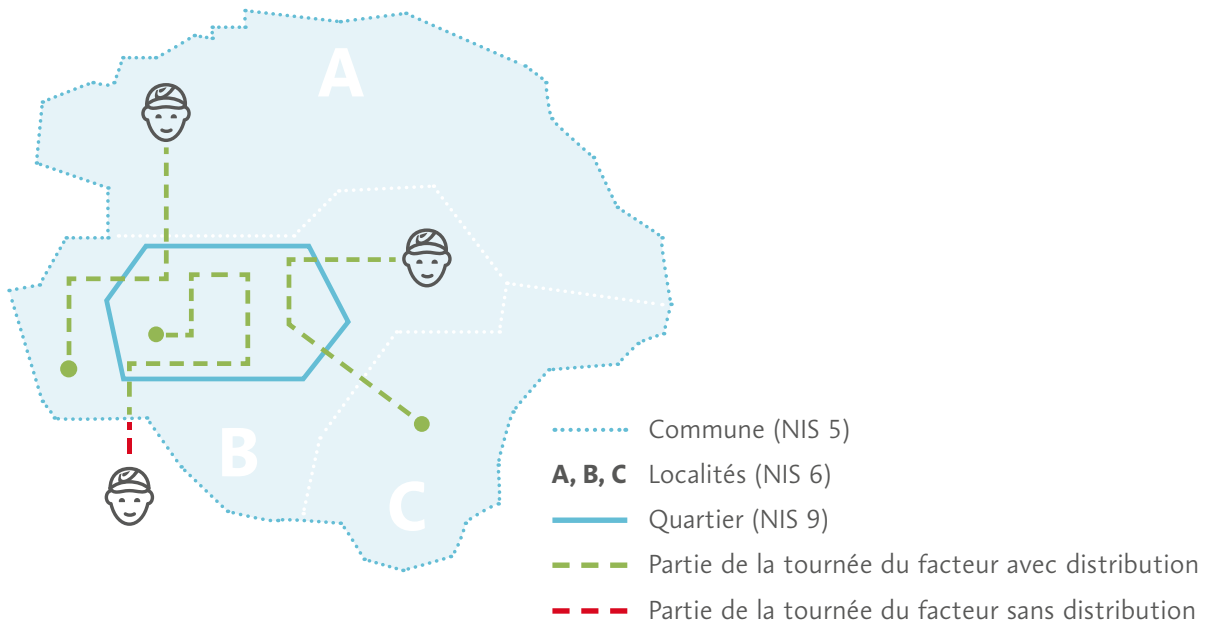 A
B
C
Commune (NIS 5)
A, B, C Localités (NIS 6)
Quartier (NIS 9)
Partie de la tournée du facteur avec distribution
Partie de la tournée du facteur sans distribution